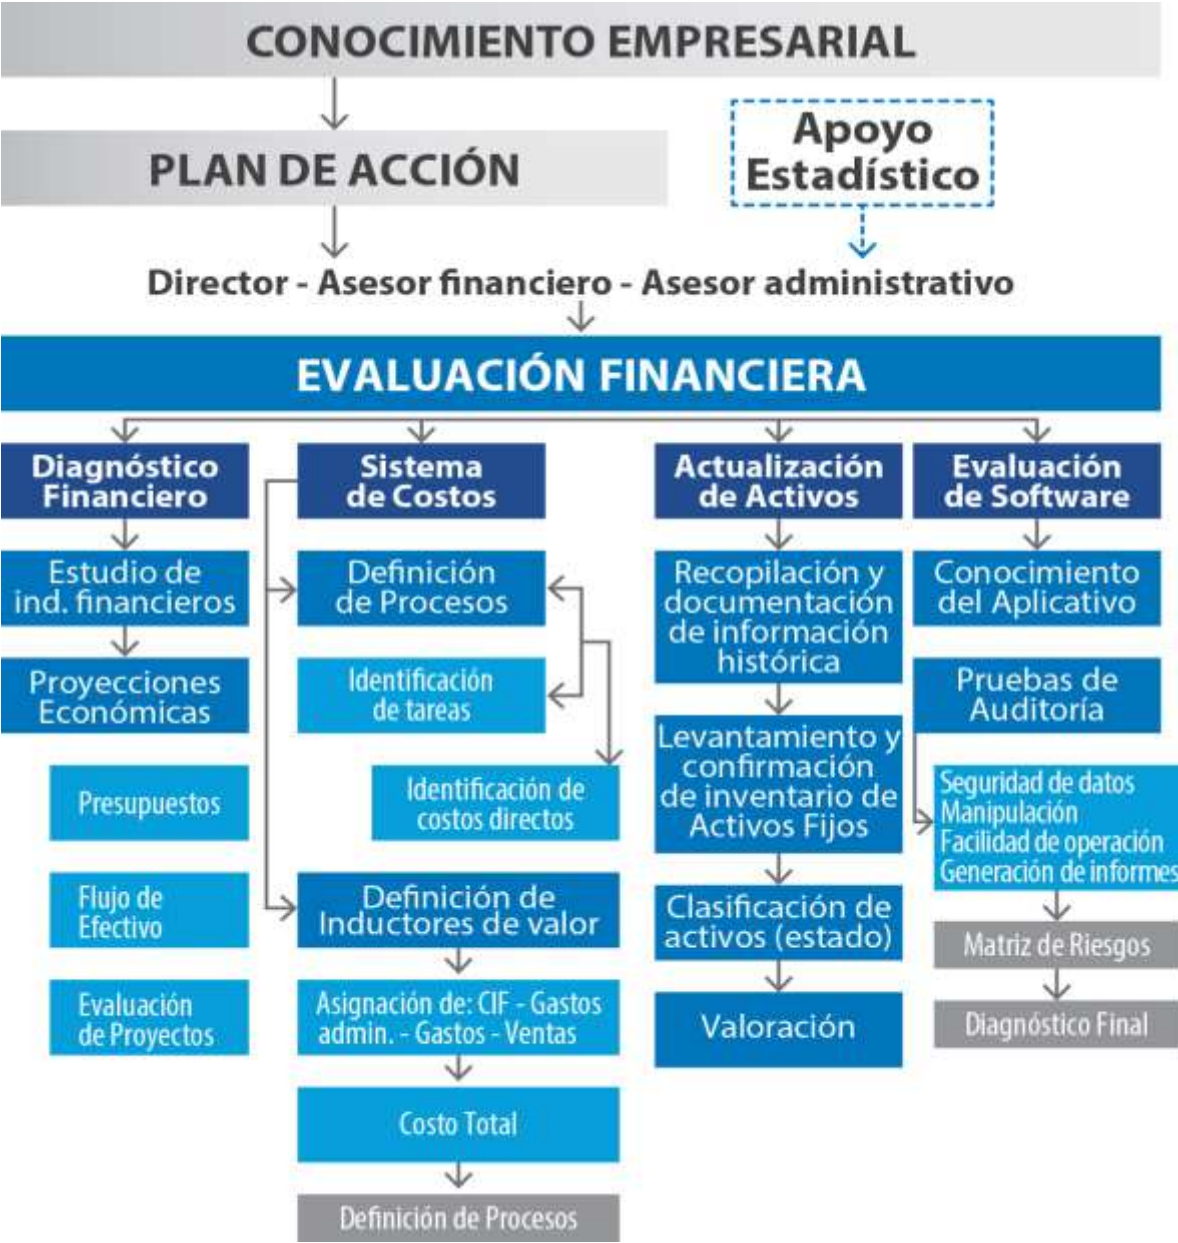 CONOCIMIENTO EMPRESARIAL
PLAN DE ACCIÓN
Apoyo
Estadístico
Director - Asesor financiero - Asesor administrativo
EVALUACIÓN FINANCIERA
Diagnóstico
Financiero
Estudio de
ind. financieros
Proyecciones
Económicas
Presupuestos
Flujo de
Efectivo
Evaluación
de Proyectos
Sistema
de Costos
Definición
de Procesos
Identificación
de tareas
Identificación de
costos directos
Definición de
Inductores de valor
Asignación de: CIF - Gastos
admin. - Gastos - Ventas
Costo Total
Definición de Procesos
Actualización
de Activos
Recopilación y
documentación
de información
histórica
Levantamiento y
confirmación
de inventario de
Activos Fijos
Clasificación de
activos (estado)
Valoración
Evaluación
de Software
Conocimiento
del Aplicativo
Pruebas de
Auditoría
Seguridad de datos
Manipulación
Facilidad de operación
Generación de informes
Matriz de Riesgos
Diagnóstico Final